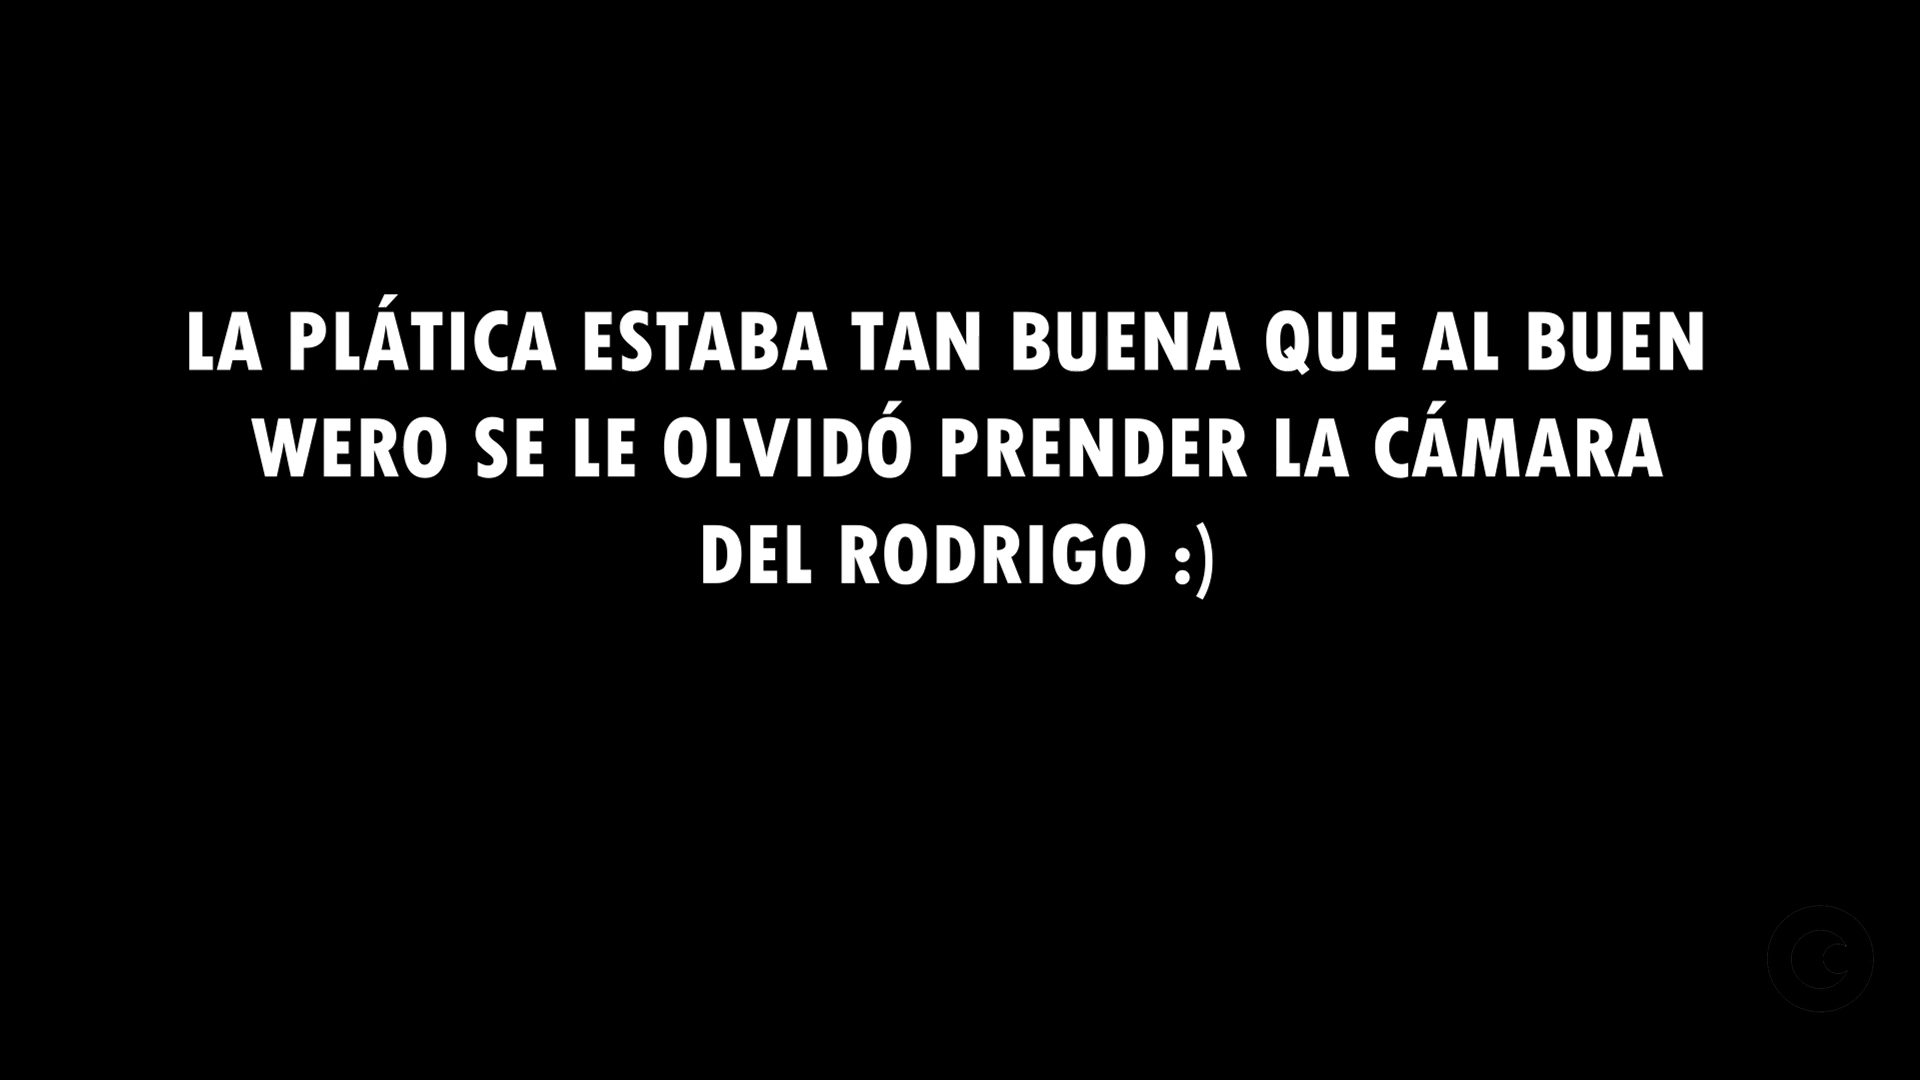 LA PLÁTICA ESTABA TAN BUENA QUE AL BUEN
WERO SE LE OLVIDÓ PRENDER LA CÁMARA
DEL RODRIGO :)